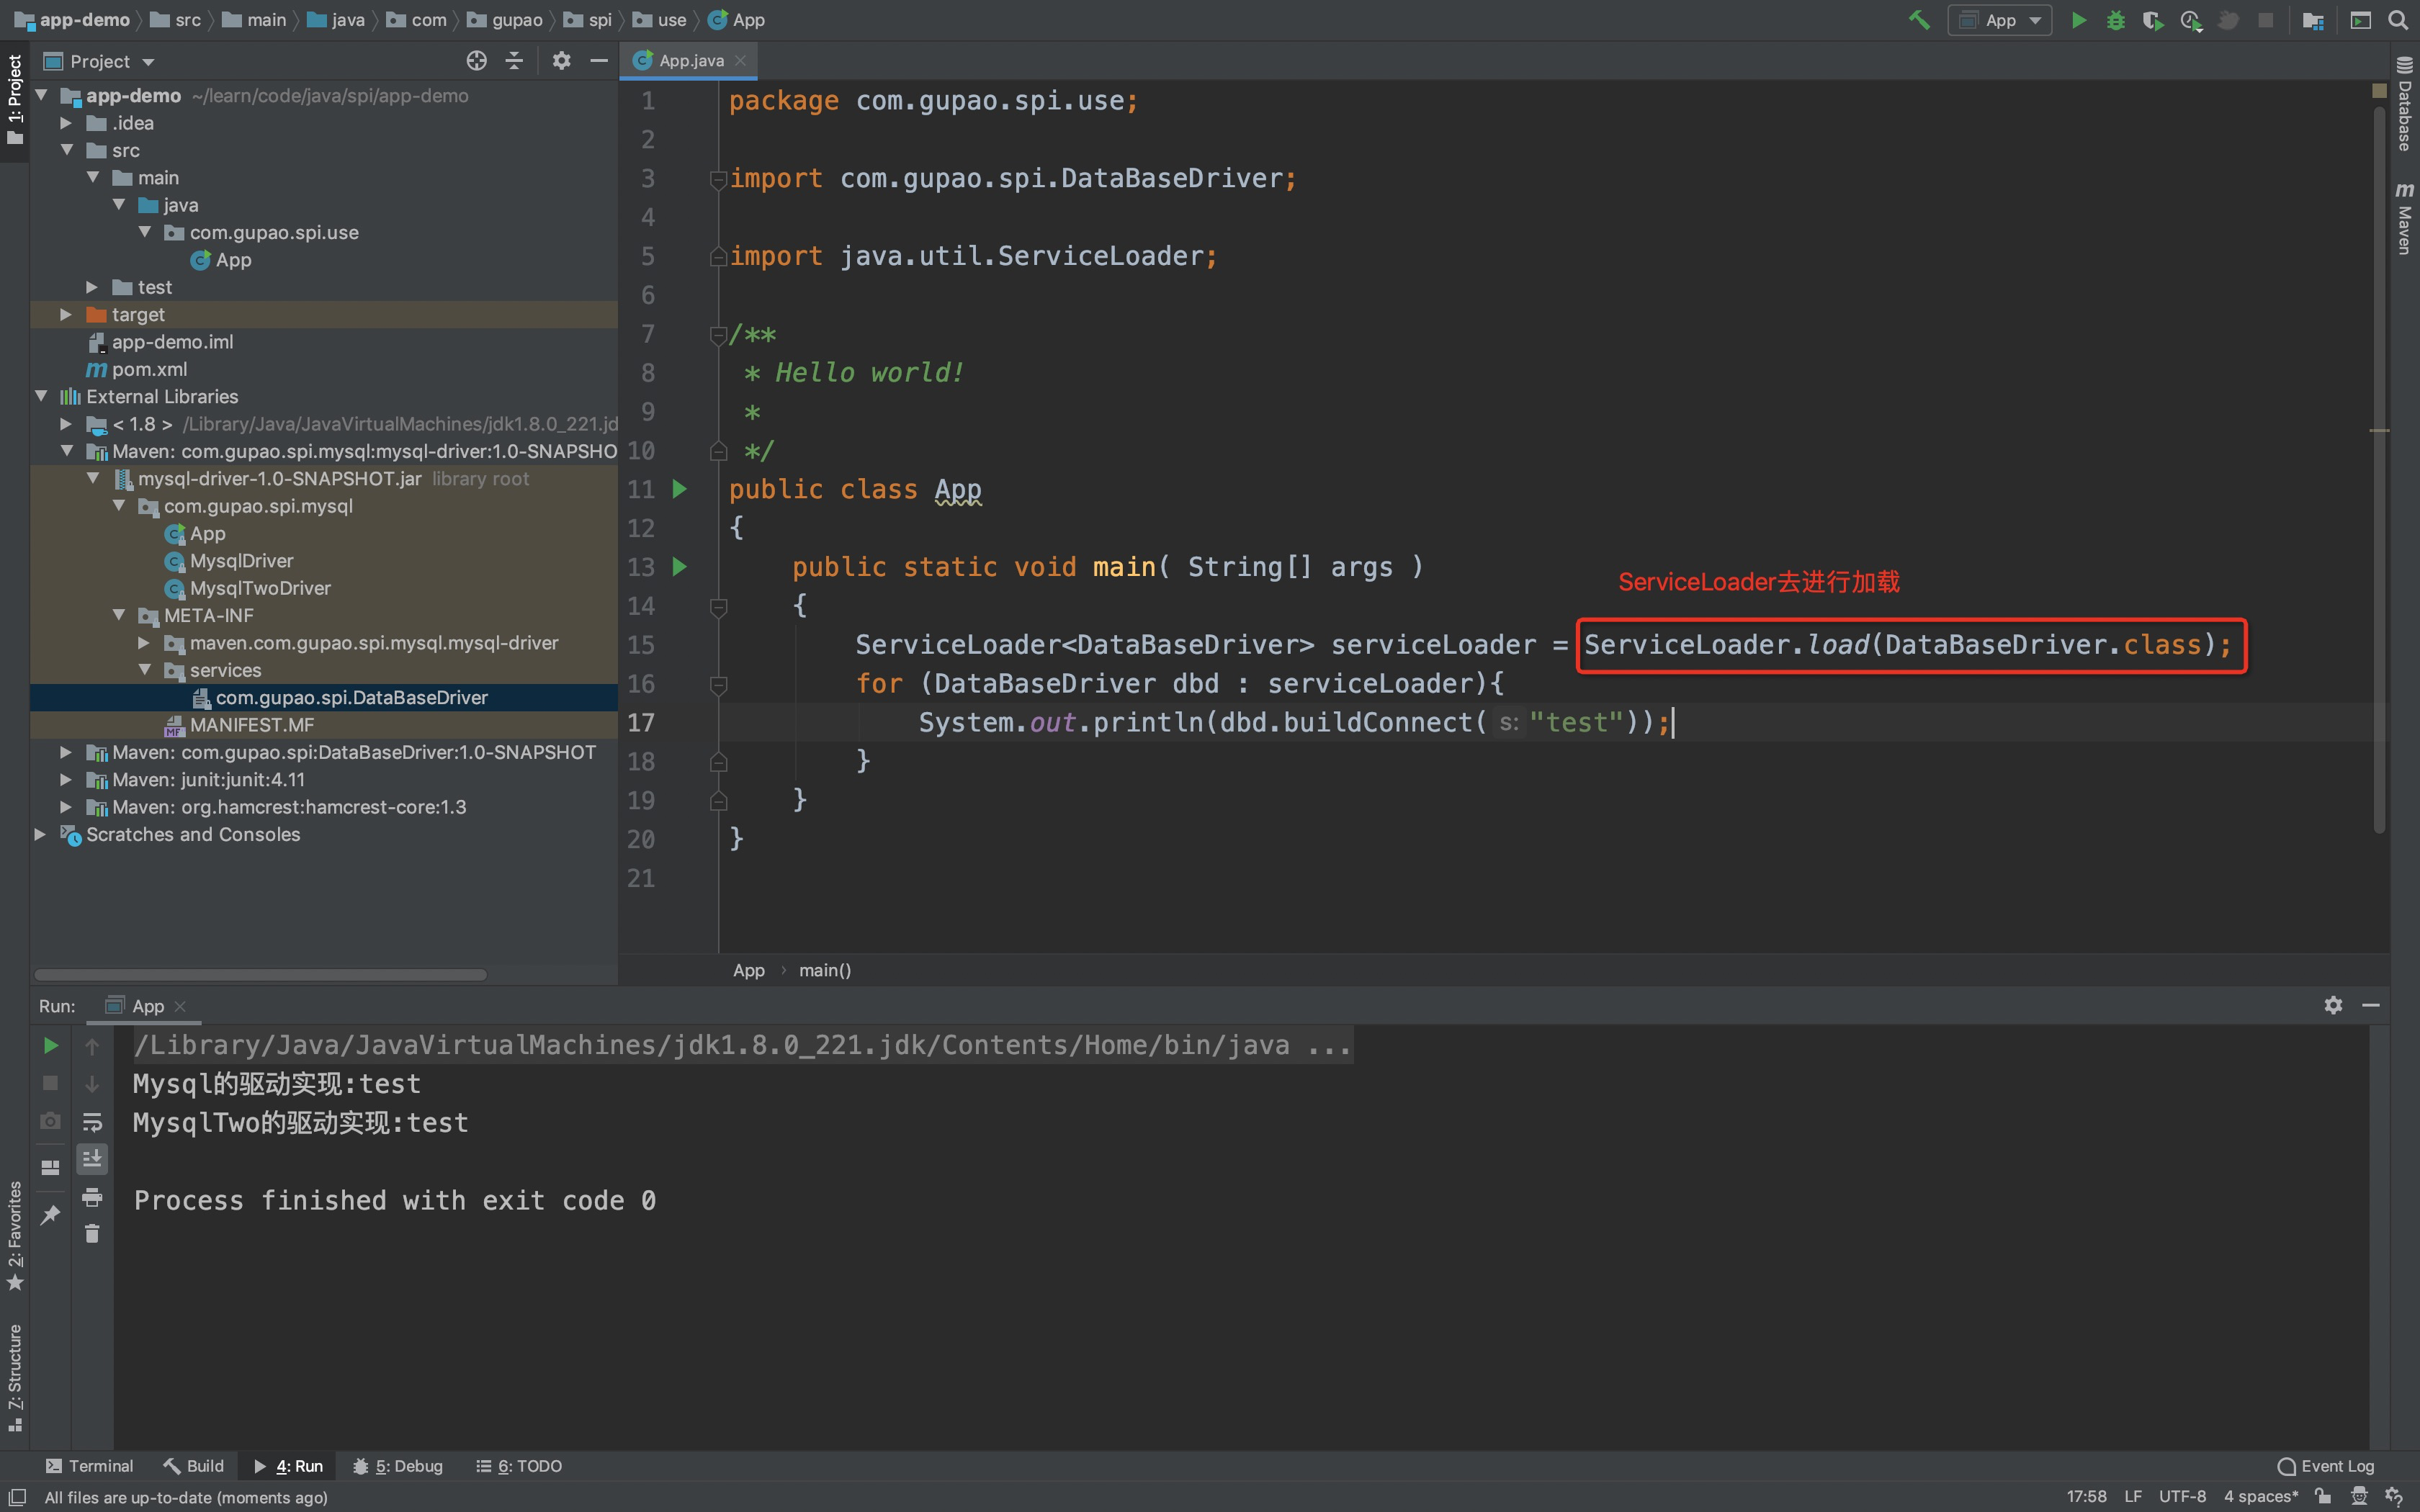 app-demo src main java com gupao spi use App
App
Project
App.java
1: Project
app-demo ~/learn/code/java/spi/app-demo
.idea
src
main
java
com.gupao.spi.use
App
test
target
app-demo.iml
pom.xml
External Libraries
< 1.8 > /Library/Java/JavaVirtualMachines/jdk1.8.0_221.jd
Maven: com.gupao.spi.mysql:mysql-driver:1.0-SNAPSHO
mysql-driver-1.0-SNAPSHOT.jar library root
com.gupao.spi.mysql
App
MysqlDriver
MysqlTwoDriver
META-INF
maven.com.gupao.spi.mysql.mysql-driver
services
com.gupao.spi.DataBaseDriver
MANIFEST.MF
Maven: com.gupao.spi:DataBaseDriver:1.0-SNAPSHOT
Maven: junit:junit:4.11
Maven: org.hamcrest:hamcrest-core:1.3
Scratches and Consoles
1 package com.gupao.spi.use;
2
3 import com.gupao.spi.DataBaseDriver;
4
5 import java.util.ServiceLoader;
6
7 /**
8 * Hello world!
9 *
10 */
11 public class App
12 {
13 public static void main( String[] args )
ServiceLoader去进行加载
14 {
15 ServiceLoader<DataBaseDriver> serviceLoader = ServiceLoader.load(DataBaseDriver.class);
16 for (DataBaseDriver dbd : serviceLoader){
17 System.out.println(dbd.buildConnect( s: "test"));
18 }
19 }
20 }
21
App main()
Database
Maven
Run: App
/Library/Java/JavaVirtualMachines/jdk1.8.0_221.jdk/Contents/Home/bin/java ...
Mysql的驱动实现:test
MysqlTwo的驱动实现:test
Process finished with exit code 0
2: Favorites
7: Structure
Terminal Build 4: Run 5: Debug 6: TODO Event Log
All files are up-to-date (moments ago) 17:58 LF UTF-8 4 spaces*